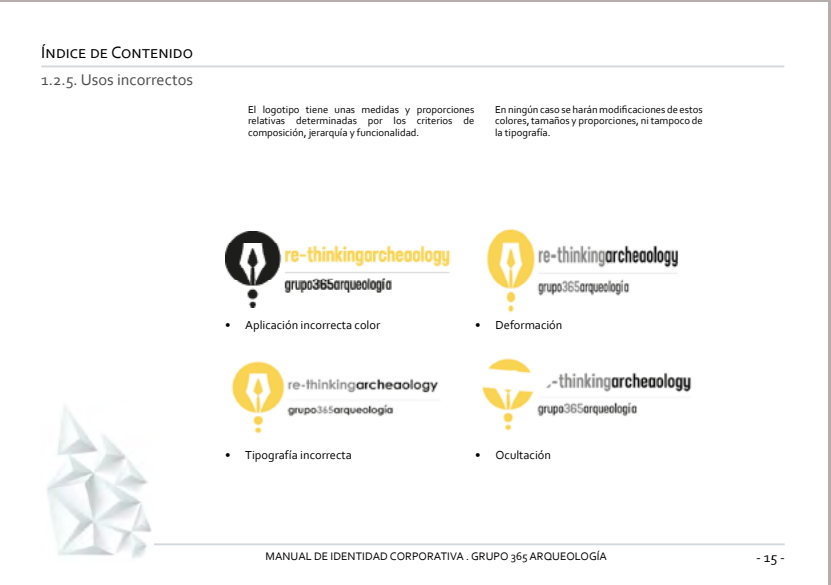 Índice de Contenido
1.2.5. Usos incorrectos
El logotipo tiene unas medidas y proporciones
relativas determinadas por los criterios de
composición, jerarquía y funcionalidad.
En ningún caso se harán modificaciones de estos
colores, tamaños y proporciones, ni tampoco de
la tipografía.
re-thinkingarcheaology
grupo365arqueología
• Aplicación incorrecta color
re-thinkingarcheaology
grupo365arqueología
• Deformación
re-thinkingarcheaology
grupo365arqueología
• Tipografía incorrecta
-thinkingarcheaology
grupo365arqueología
• Ocultación
MANUAL DE IDENTIDAD CORPORATIVA . GRUPO 365 ARQUEOLOGÍA
- 15 -